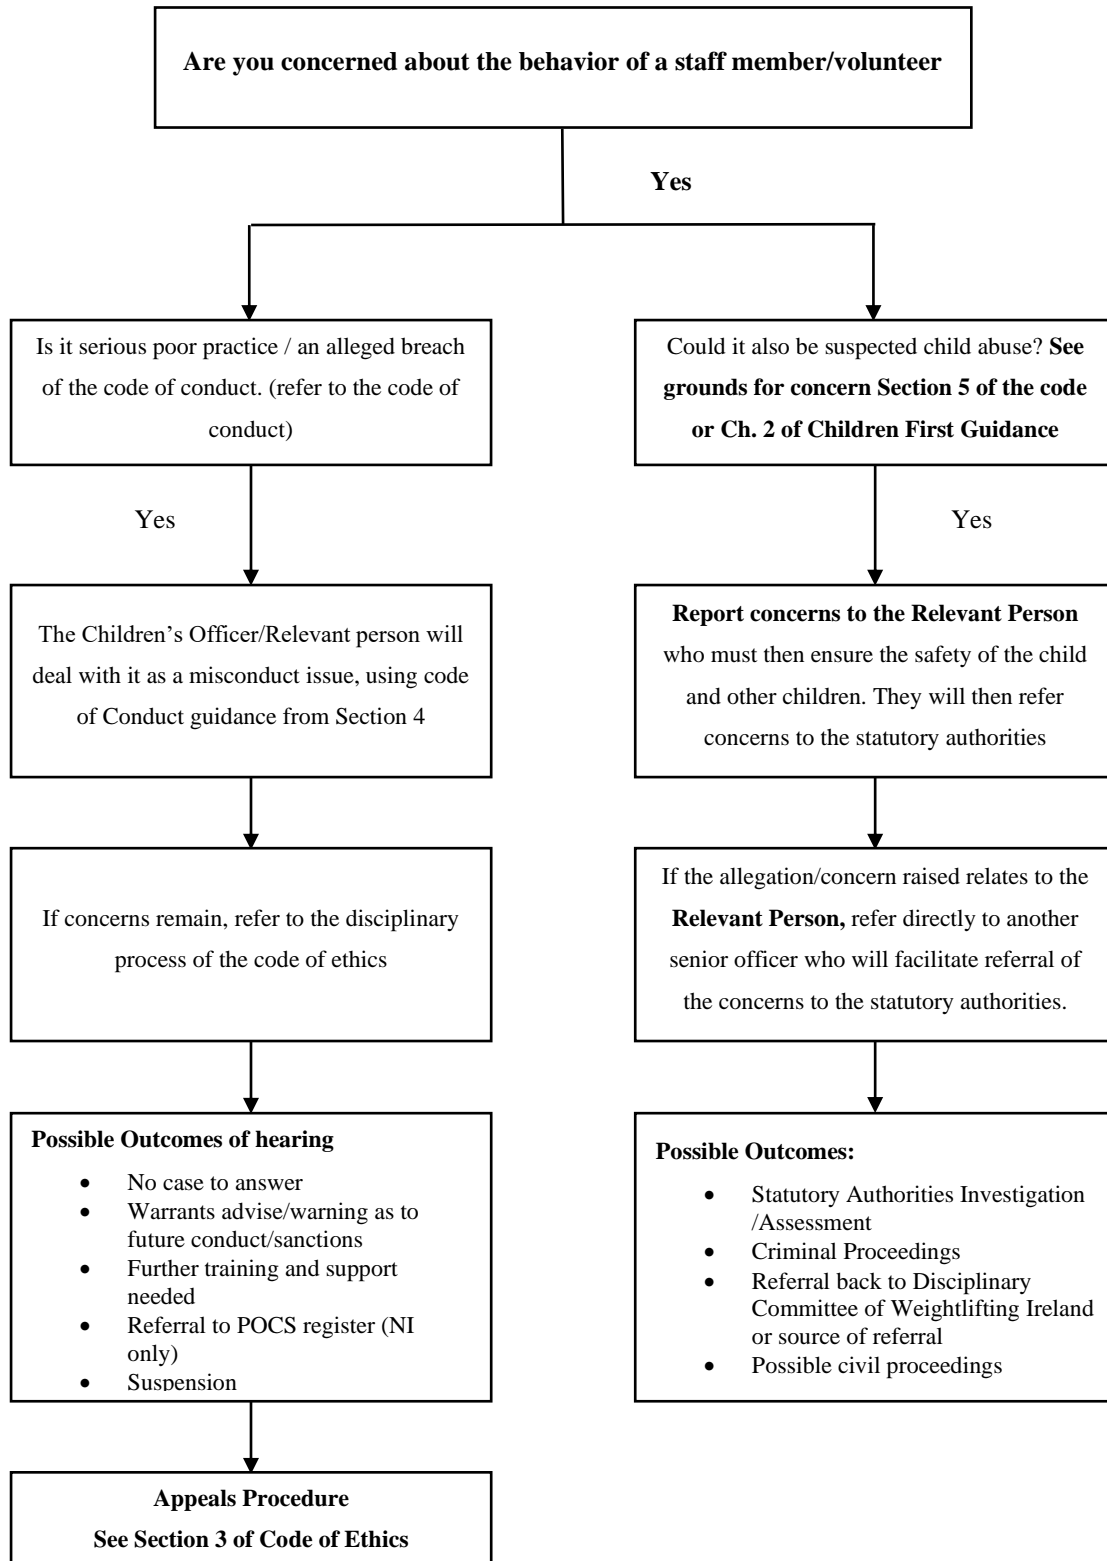 Are you concerned about the behavior of a staff member/volunteer
Yes
Is it serious poor practice / an alleged breach
of the code of conduct. (refer to the code of
conduct)
Yes
The Children’s Officer/Relevant person will
deal with it as a misconduct issue, using code
of Conduct guidance from Section 4
If concerns remain, refer to the disciplinary
process of the code of ethics
Possible Outcomes of hearing
• No case to answer
• Warrants advise/warning as to
future conduct/sanctions
• Further training and support
needed
• Referral to POCS register (NI
only)
• Suspension
Appeals Procedure
See Section 3 of Code of Ethics
Could it also be suspected child abuse? See
grounds for concern Section 5 of the code
or Ch. 2 of Children First Guidance
Yes
Report concerns to the Relevant Person
who must then ensure the safety of the child
and other children. They will then refer
concerns to the statutory authorities
If the allegation/concern raised relates to the
Relevant Person, refer directly to another
senior officer who will facilitate referral of
the concerns to the statutory authorities.
Possible Outcomes:
• Statutory Authorities Investigation
/Assessment
• Criminal Proceedings
• Referral back to Disciplinary
Committee of Weightlifting Ireland
or source of referral
• Possible civil proceedings